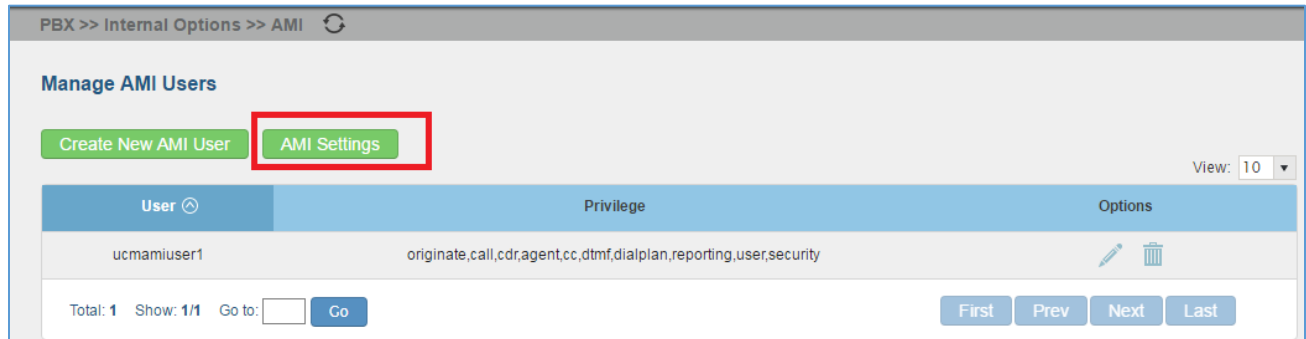 PBX >> Internal Options >> AMI
Manage AMI Users
Create New AMI User AMI Settings
View: 10
User Privilege Options
ucmamiuser1 originate,call,cdr,agent,cc,dtmf,dialplan,reporting,user,security
Total: 1 Show: 1/1 Go to: Go First Prev Next Last